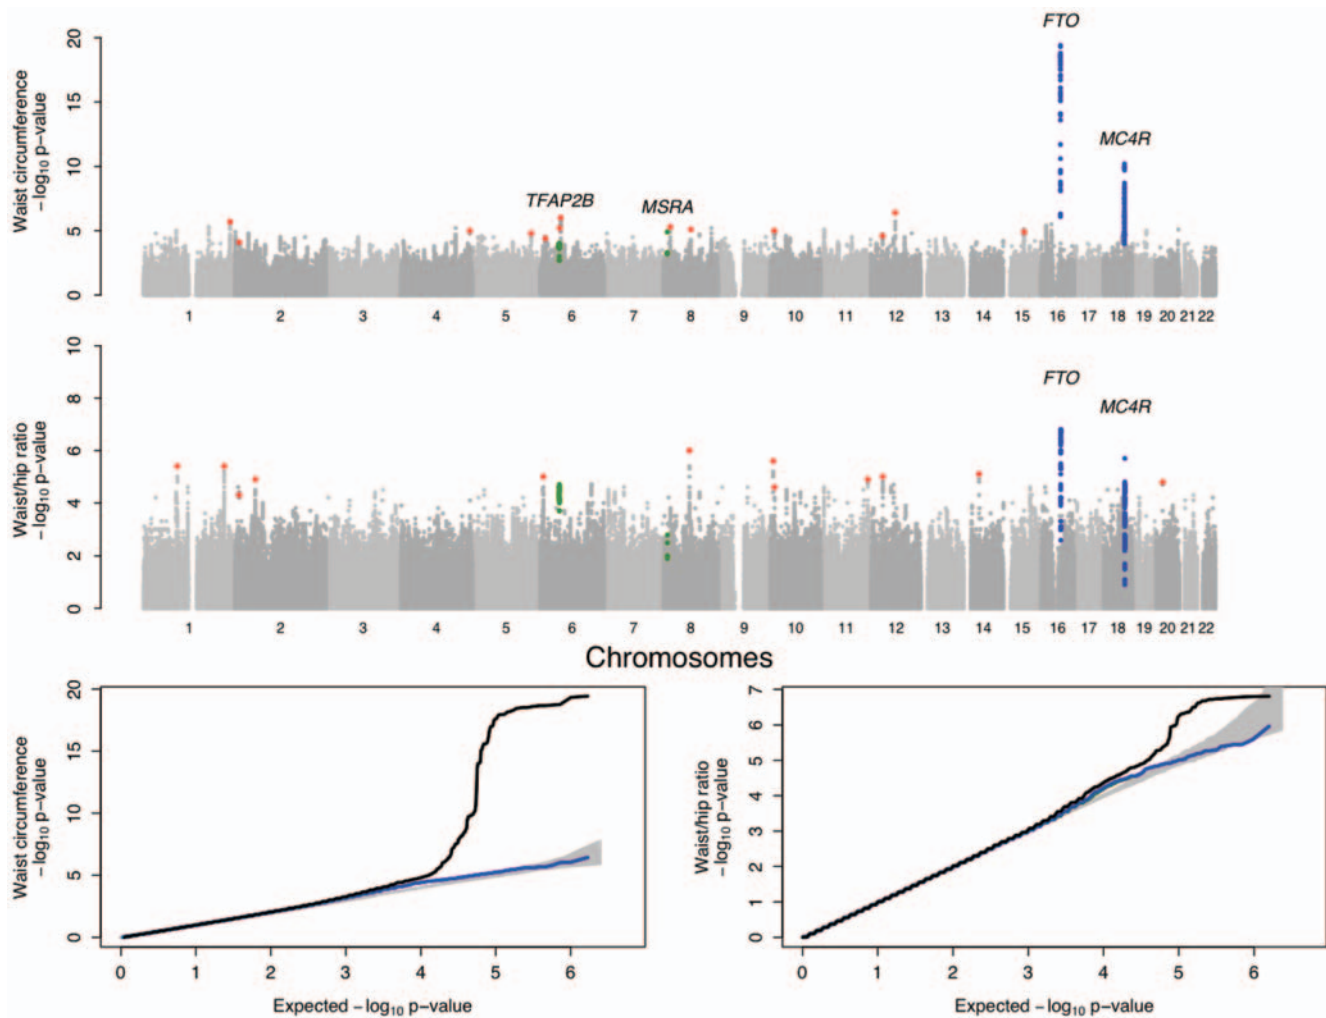 FTO
MC4R
TFAP2B
MSRA
Waist circumference
– log10 p–value
20
15
10
5
0
1 2 3 4 5 6 7 8 9 10 11 12 13 14 15 16 17 18 19 20 21 22
FTO
MC4R
Waist/hip ratio
– log10 p–value
10
8
6
4
2
0
1 2 3 4 5 6 7 8 9 10 11 12 13 14 15 16 17 18 19 20 21 22
Chromosomes
Waist circumference
– log10 p–value
20
15
10
5
0
0 1 2 3 4 5 6
Expected – log10 p–value
Waist/hip ratio
– log10 p–value
7
6
5
4
3
2
1
0
0 1 2 3 4 5 6
Expected – log10 p–value